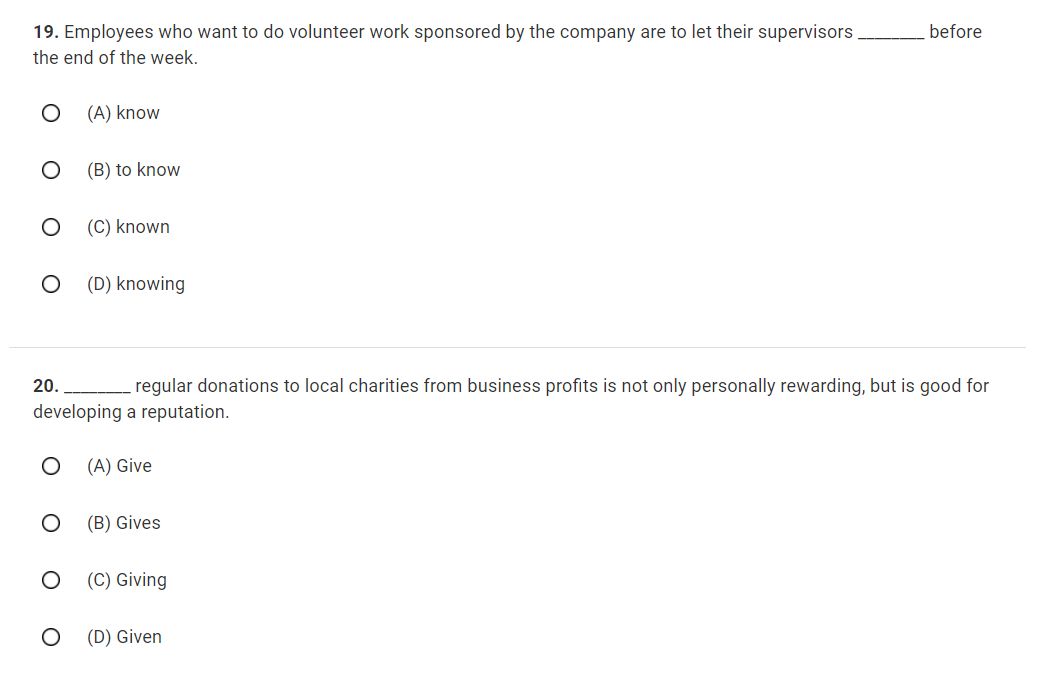 19. Employees who want to do volunteer work sponsored by the company are to let their supervisors ________ before
the end of the week.
(A) know
(B) to know
(C) known
(D) knowing
20. ________ regular donations to local charities from business profits is not only personally rewarding, but is good for
developing a reputation.
(A) Give
(B) Gives
(C) Giving
(D) Given